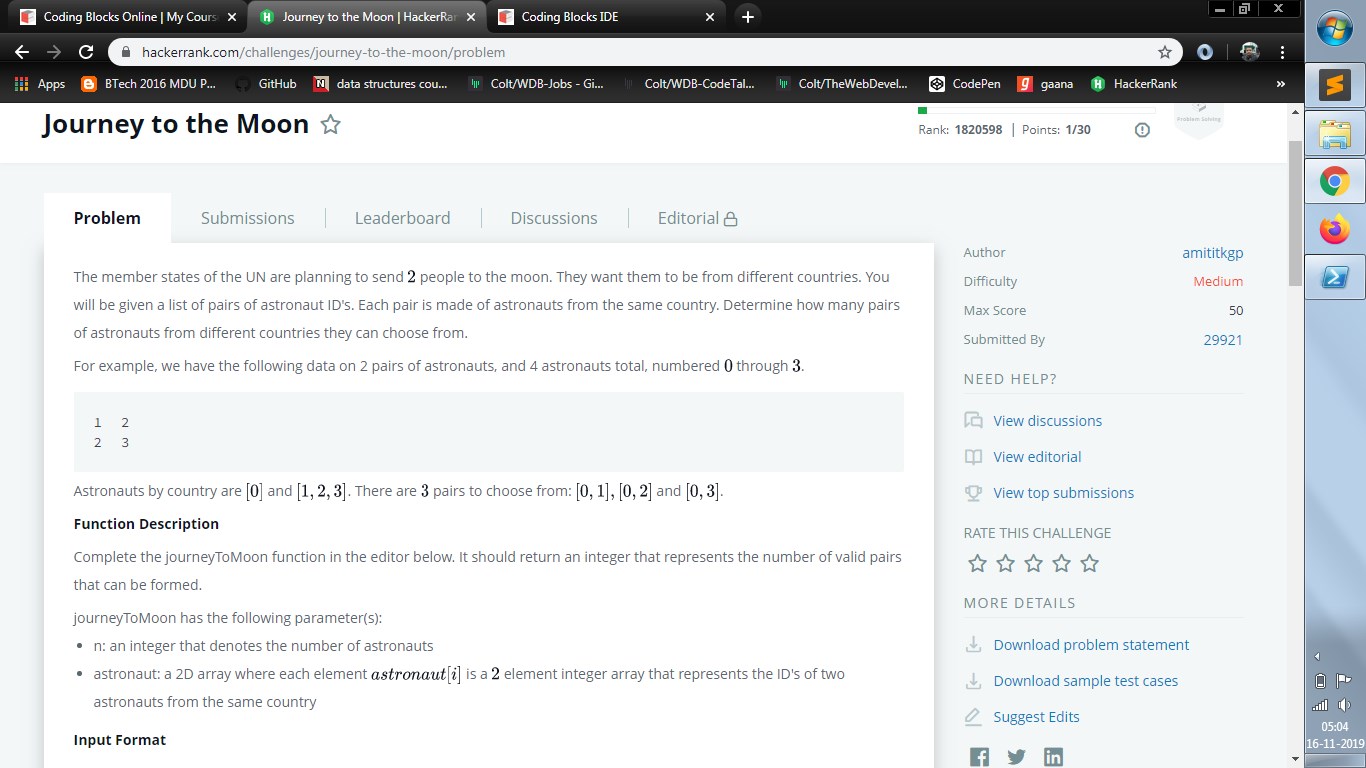 Coding Blocks Online | My Cours
Journey to the Moon | HackerRan
Coding Blocks IDE
hackerrank.com/challenges/journey-to-the-moon/problem
Apps
BTech 2016 MDU P...
GitHub
data structures cou...
Colt/WDB-Jobs - Gi...
Colt/WDB-CodeTal...
Colt/TheWebDevel...
CodePen
gaana
HackerRank
»
Journey to the Moon
Rank: 1820598 | Points: 1/30
Problem Solving
Problem
Submissions
Leaderboard
Discussions
Editorial
The member states of the UN are planning to send 2 people to the moon. They want them to be from different countries. You
will be given a list of pairs of astronaut ID's. Each pair is made of astronauts from the same country. Determine how many pairs
of astronauts from different countries they can choose from.
For example, we have the following data on 2 pairs of astronauts, and 4 astronauts total, numbered 0 through 3.
1 2
2 3
Astronauts by country are [0] and [1, 2, 3]. There are 3 pairs to choose from: [0, 1], [0, 2] and [0, 3].
Function Description
Complete the journeyToMoon function in the editor below. It should return an integer that represents the number of valid pairs
that can be formed.
journeyToMoon has the following parameter(s):
• n: an integer that denotes the number of astronauts
• astronaut: a 2D array where each element astronaut[i] is a 2 element integer array that represents the ID's of two
astronauts from the same country
Input Format
Author amititkgp
Difficulty Medium
Max Score 50
Submitted By 29921
NEED HELP?
View discussions
View editorial
View top submissions
RATE THIS CHALLENGE
MORE DETAILS
Download problem statement
Download sample test cases
Suggest Edits
05:04
16-11-2019